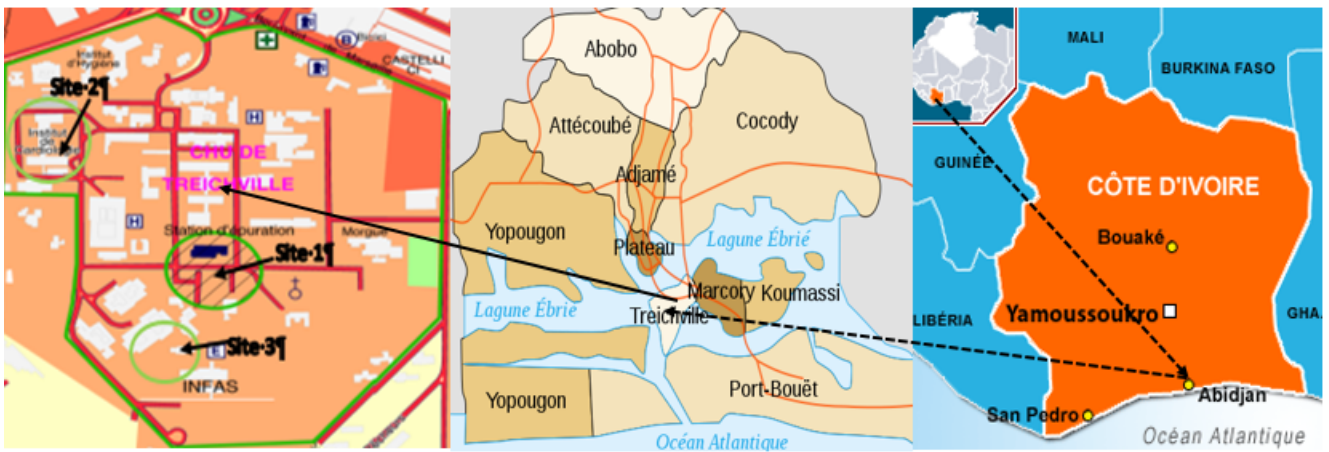 Bicici
B
CASTELLI
CI
Institut
d'Hygiène
Site·2¶
H
Institut
de
Cardiologie
CHU DE
TREICHVILLE
H
Station d'épuration
Morgue
Site·1¶
Site·3¶
E
INFAS
Abobo
Attécoubé
Cocody
Adjamé
Yopougon
Plateau
Lagune Ébrié
Marcory
Koumassi
Lagune Ébrie
Treichville
Port-Bouët
Yopougon
Océan Atlantique
MALI
BURKINA FASO
GUINÉE
CÔTE D'IVOIRE
Bouaké
LIBÉRIA
Yamoussoukro
GHA.
Abidjan
San Pedro
Océan Atlantique